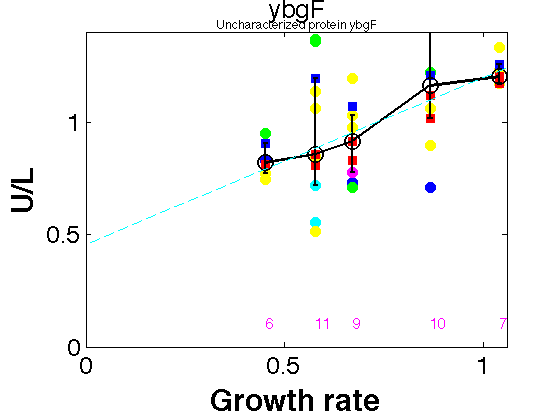 ybgF
Uncharacterized protein ybgF
U/L
1
0.5
0
6
11
9
10
7
0
0.5
1
Growth rate